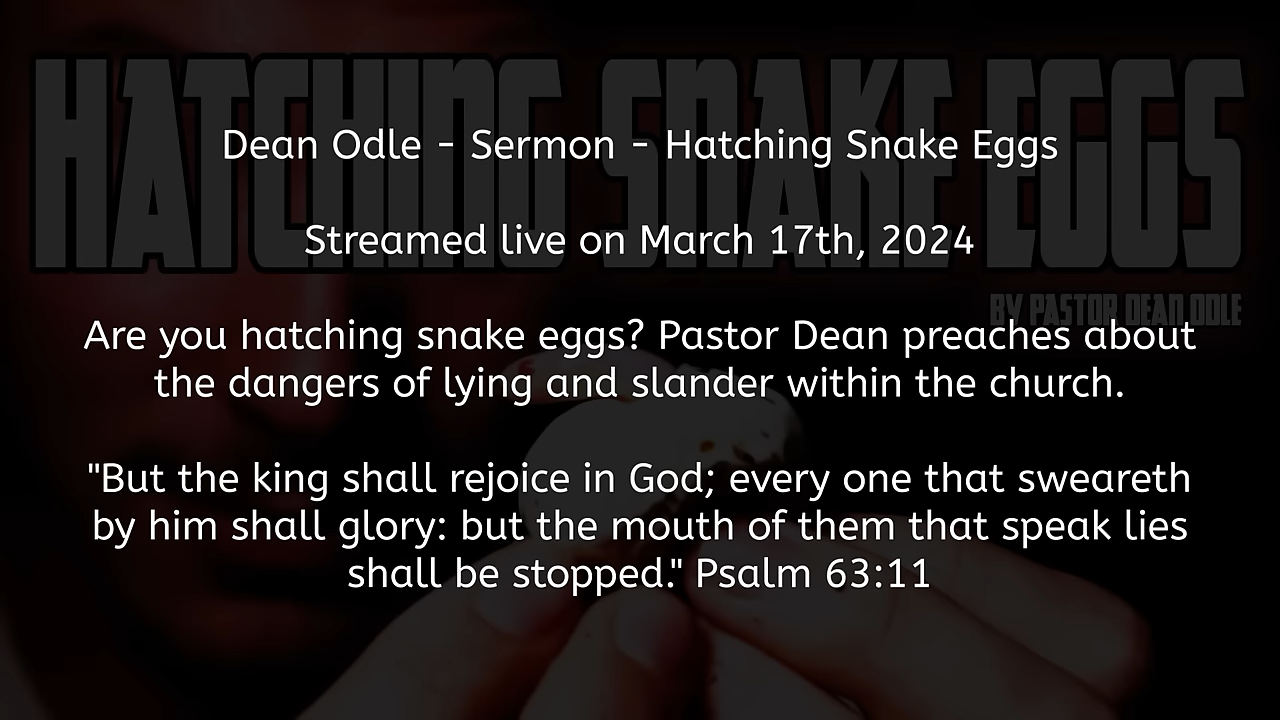 HATCHING SNAKE EGGS
Dean Odle - Sermon - Hatching Snake Eggs
Streamed live on March 17th, 2024
BY PASTOR DEAN ODLE
Are you hatching snake eggs? Pastor Dean preaches about
the dangers of lying and slander within the church.
"But the king shall rejoice in God; every one that sweareth
by him shall glory: but the mouth of them that speak lies
shall be stopped." Psalm 63:11